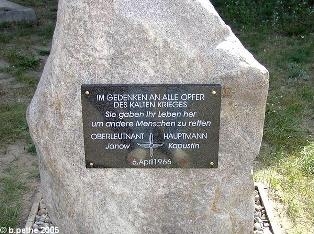 IM GEDENKEN AN ALLE OPFER
DES KALTEN KRIEGES
Sie gaben Ihr Leben her
um andere Menschen zu retten
OBERLEUTNANT HAUPTMANN
Janow Kapustin
6.April 1966
© b.pethe 2005